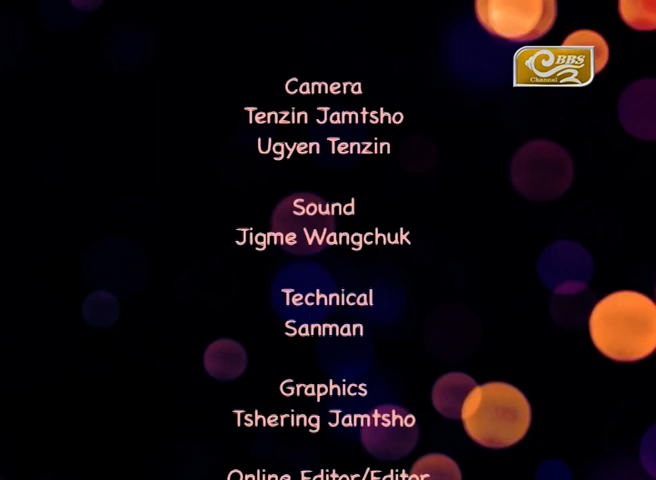 BBS
Channel 2
Camera
Tenzin Jamtsho
Ugyen Tenzin
Sound
Jigme Wangchuk
Technical
Sanman
Graphics
Tshering Jamtsho
Online Editor/Editor